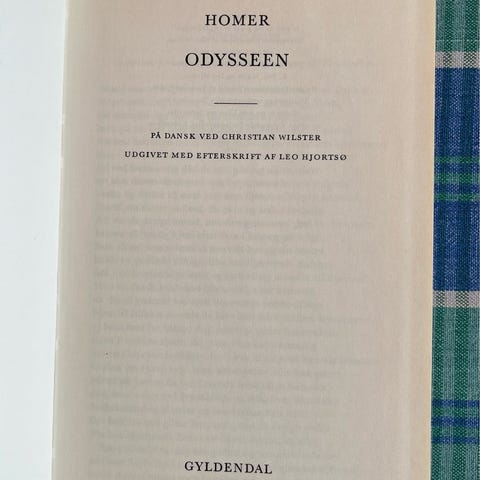 HOMER
ODYSSEEN
PÅ DANSK VED CHRISTIAN WILSTER
UDGIVET MED EFTERSKRIFT AF LEO HJORTSØ
GYLDENDAL